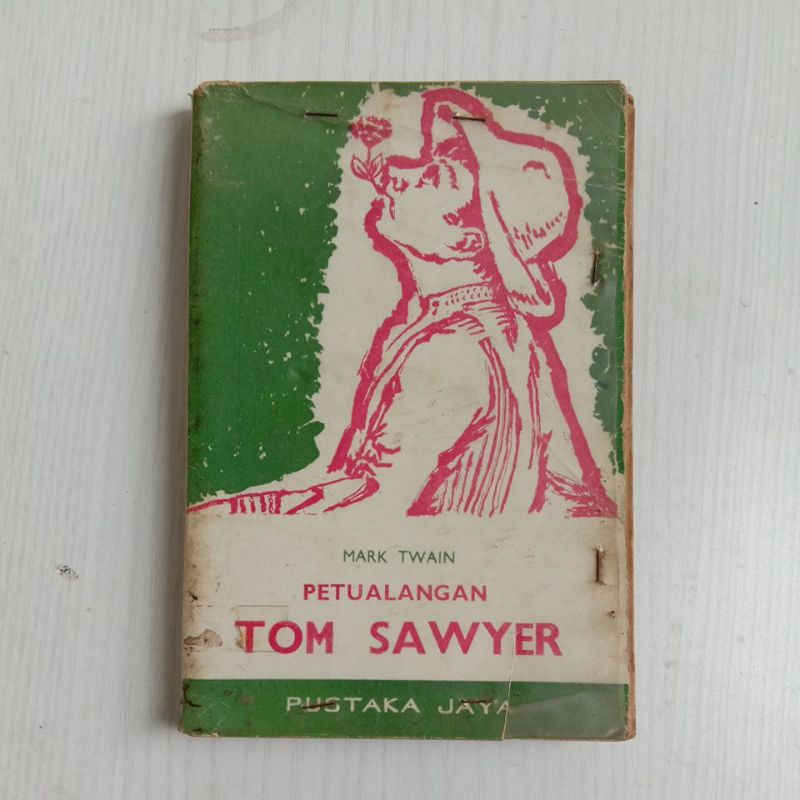 MARK TWAIN
PETUALANGAN
TOM SAWYER
PUSTAKA JAYA